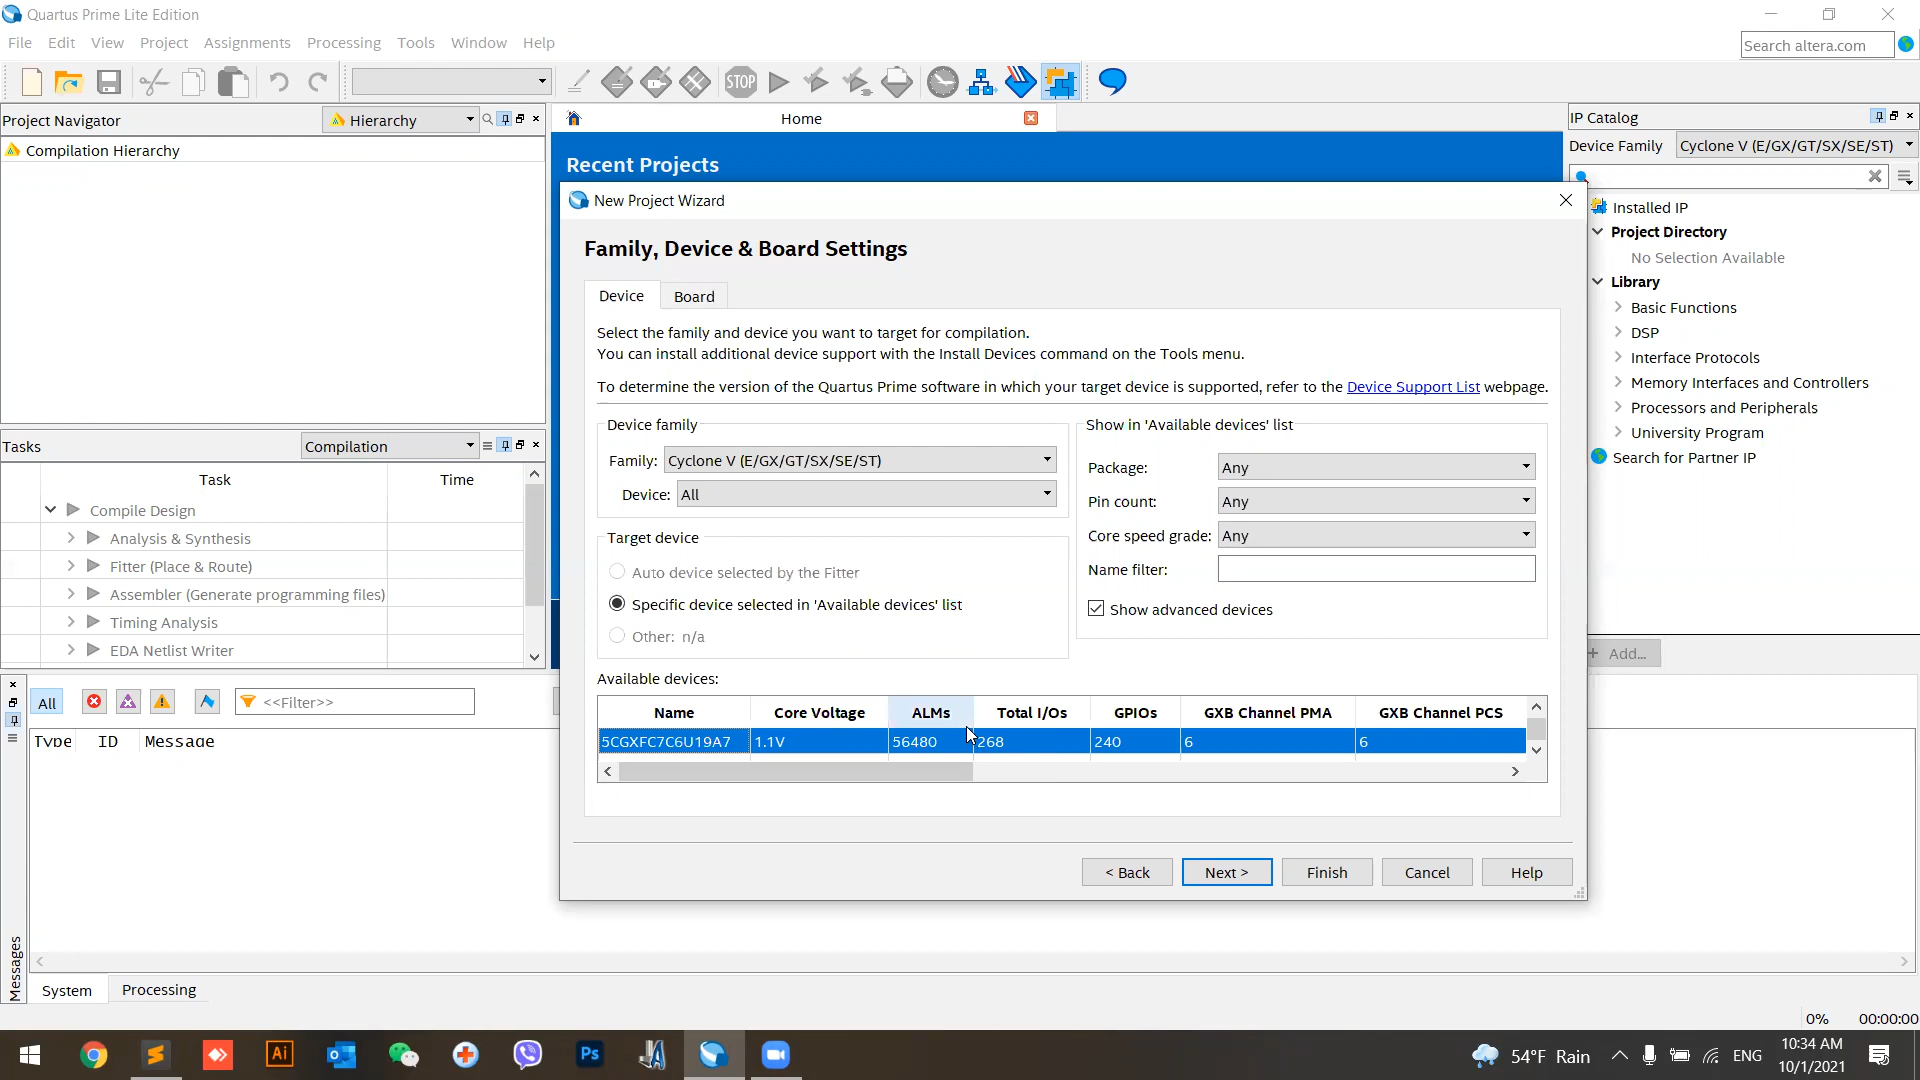 Quartus Prime Lite Edition
File Edit View Project Assignments Processing Tools Window Help
Search altera.com
STOP
Project Navigator
Hierarchy
Compilation Hierarchy
Home
Recent Projects
IP Catalog
Device Family Cyclone V (E/GX/GT/SX/SE/ST)
Installed IP
Project Directory
No Selection Available
Library
Basic Functions
DSP
Interface Protocols
Memory Interfaces and Controllers
Processors and Peripherals
University Program
Search for Partner IP
+ Add...
Tasks
Compilation
Task Time
Compile Design
Analysis & Synthesis
Fitter (Place & Route)
Assembler (Generate programming files)
Timing Analysis
EDA Netlist Writer
New Project Wizard
Family, Device & Board Settings
Device Board
Select the family and device you want to target for compilation.
You can install additional device support with the Install Devices command on the Tools menu.
To determine the version of the Quartus Prime software in which your target device is supported, refer to the Device Support List webpage.
Device family
Family: Cyclone V (E/GX/GT/SX/SE/ST)
Device: All
Target device
Auto device selected by the Fitter
Specific device selected in 'Available devices' list
Other: n/a
Show in 'Available devices' list
Package: Any
Pin count: Any
Core speed grade: Any
Name filter:
Show advanced devices
Available devices:
Name Core Voltage ALMs Total I/Os GPIOs GXB Channel PMA GXB Channel PCS
5CGXFC7C6U19A7 1.1V 56480 268 240 6 6
< Back Next > Finish Cancel Help
All
<<Filter>>
Type ID Message
Messages
System Processing
0% 00:00:00
Ai
Ps
54°F Rain
ENG
10:34 AM
10/1/2021